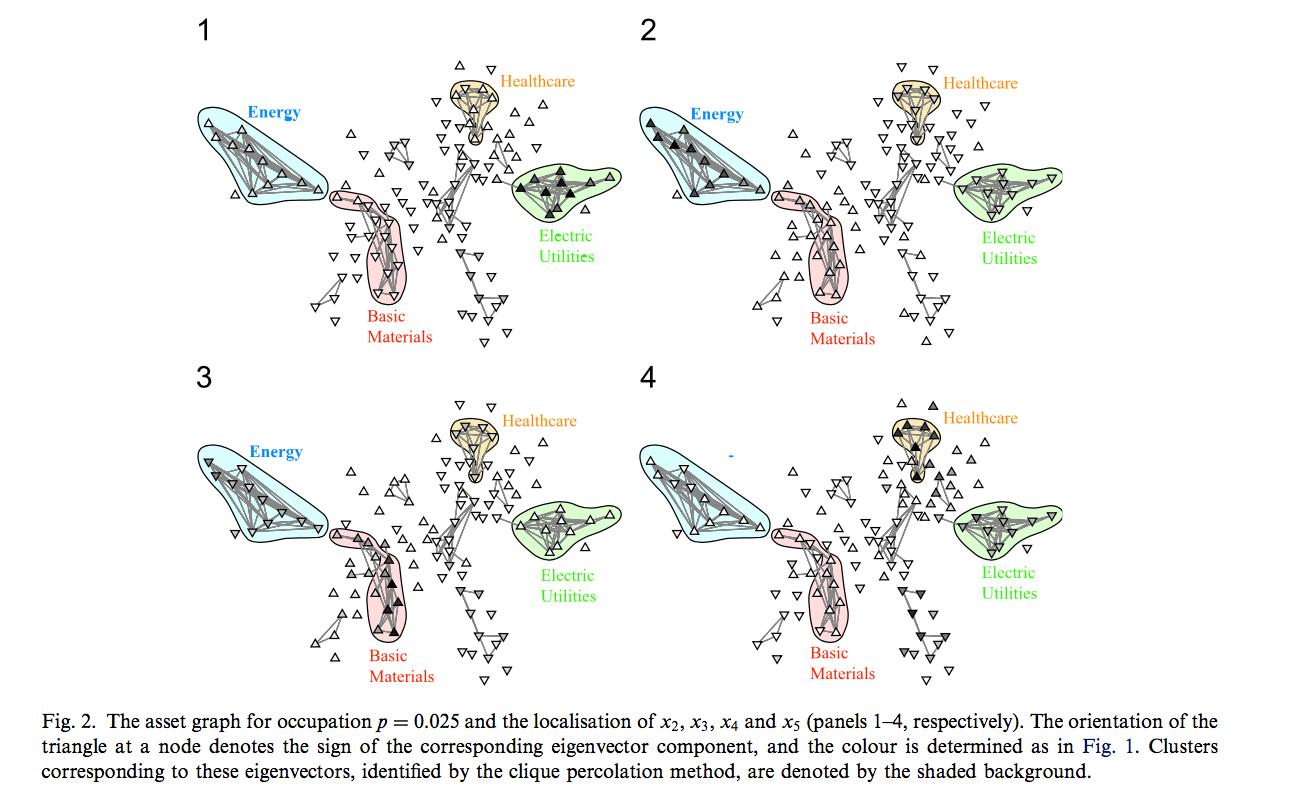 1
2
Healthcare
Energy
Electric
Utilities
Basic
Materials
Healthcare
Energy
Electric
Utilities
Basic
Materials
3
4
Healthcare
Energy
Electric
Utilities
Basic
Materials
Healthcare
-
Electric
Utilities
Basic
Materials
Fig. 2. The asset graph for occupation p = 0.025 and the localisation of x2, x3, x4 and x5 (panels 1–4, respectively). The orientation of the
triangle at a node denotes the sign of the corresponding eigenvector component, and the colour is determined as in Fig. 1. Clusters
corresponding to these eigenvectors, identified by the clique percolation method, are denoted by the shaded background.